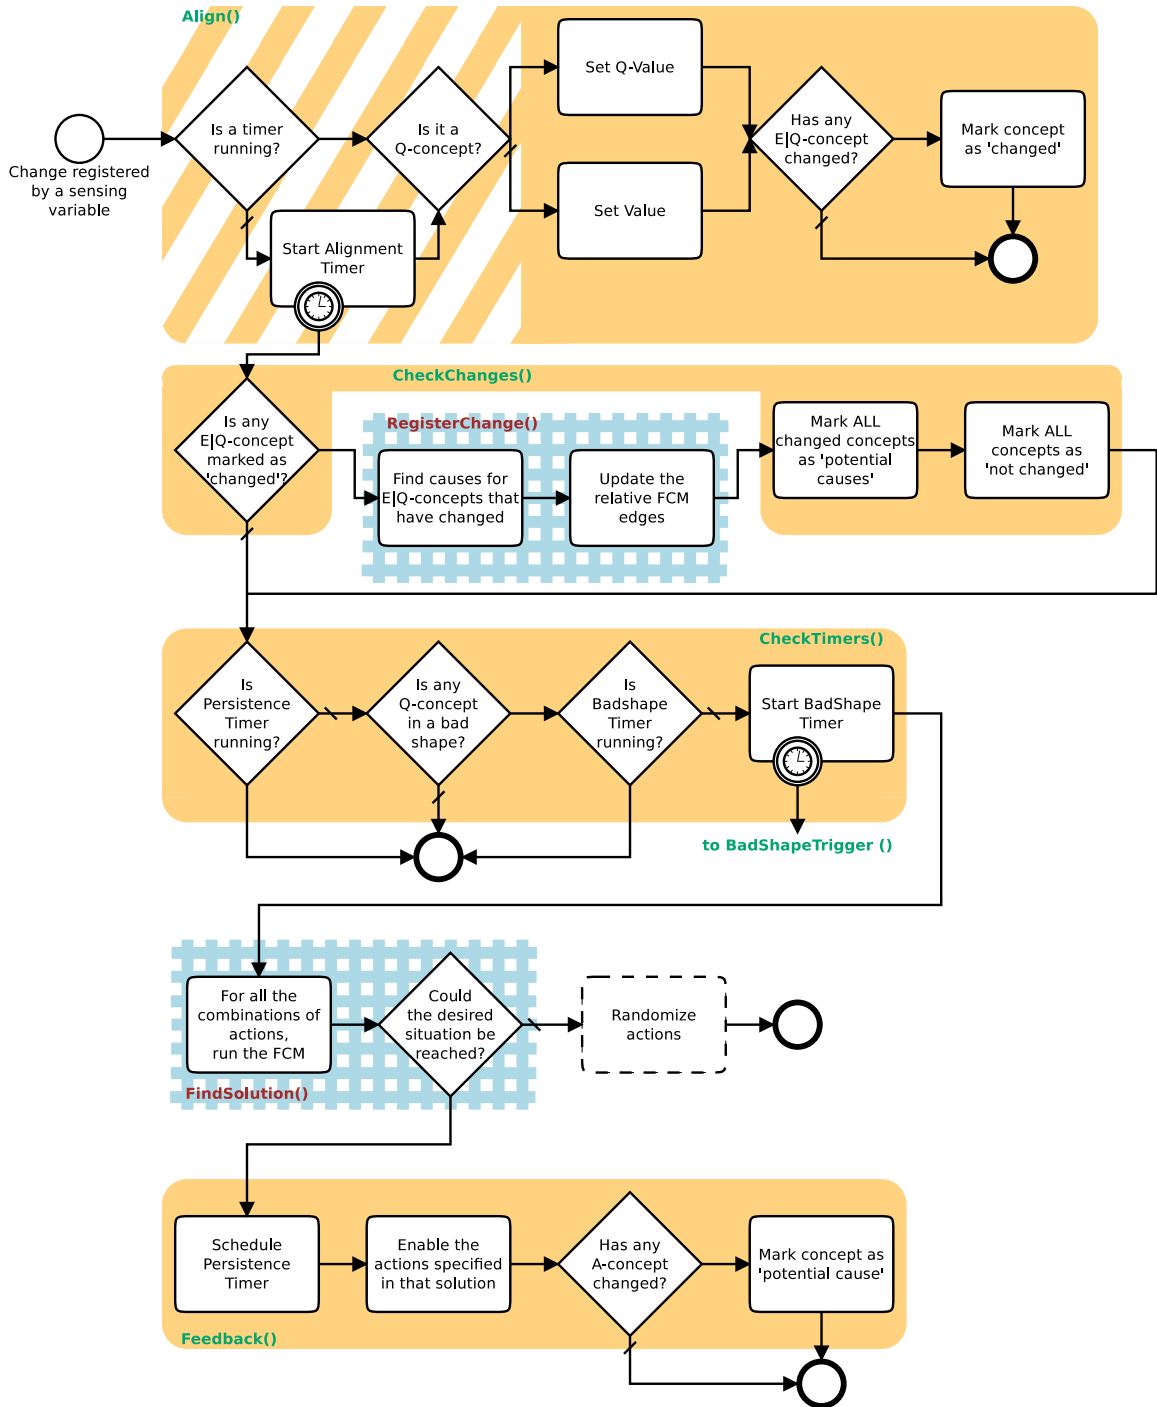 Align()
Change registered
by a sensing
variable
Is a timer
running?
Is it a
Q-concept?
Start Alignment
Timer
Set Q-Value
Set Value
Has any
E|Q-concept
changed?
Mark concept
as 'changed'
CheckChanges()
Is any
E|Q-concept
marked as
'changed'?
RegisterChange()
Find causes for
E|Q-concepts that
have changed
Update the
relative FCM
edges
Mark ALL
changed concepts
as 'potential
causes'
Mark ALL
concepts as
'not changed'
CheckTimers()
Is
Persistence
Timer
running?
Is any
Q-concept
in a bad
shape?
Is
Badshape
Timer
running?
Start BadShape
Timer
to BadShapeTrigger ()
For all the
combinations of
actions,
run the FCM
Could
the desired
situation be
reached?
Randomize
actions
FindSolution()
Schedule
Persistence
Timer
Enable the
actions specified
in that solution
Has any
A-concept
changed?
Mark concept as
'potential cause'
Feedback()